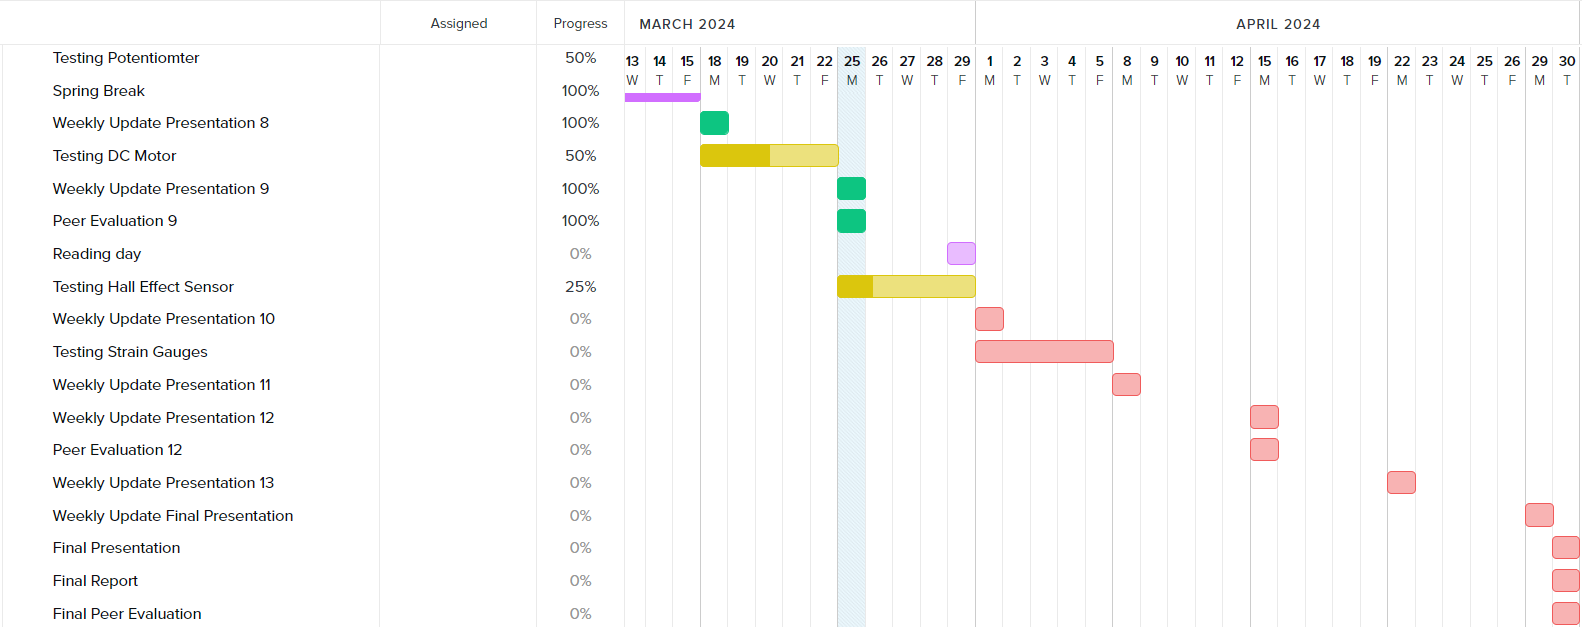 Assigned Progress MARCH 2024 APRIL 2024
Testing Potentiomter 50% 13 14 15 18 19 20 21 22 25 26 27 28 29 1 2 3 4 5 8 9 10 11 12 15 16 17 18 19 22 23 24 25 26 29 30
W T F M T W T F M T W T F M T W T F M T W T F M T W T F M T W T F M T
Spring Break 100%
Weekly Update Presentation 8 100%
Testing DC Motor 50%
Weekly Update Presentation 9 100%
Peer Evaluation 9 100%
Reading day 0%
Testing Hall Effect Sensor 25%
Weekly Update Presentation 10 0%
Testing Strain Gauges 0%
Weekly Update Presentation 11 0%
Weekly Update Presentation 12 0%
Peer Evaluation 12 0%
Weekly Update Presentation 13 0%
Weekly Update Final Presentation 0%
Final Presentation 0%
Final Report 0%
Final Peer Evaluation 0%